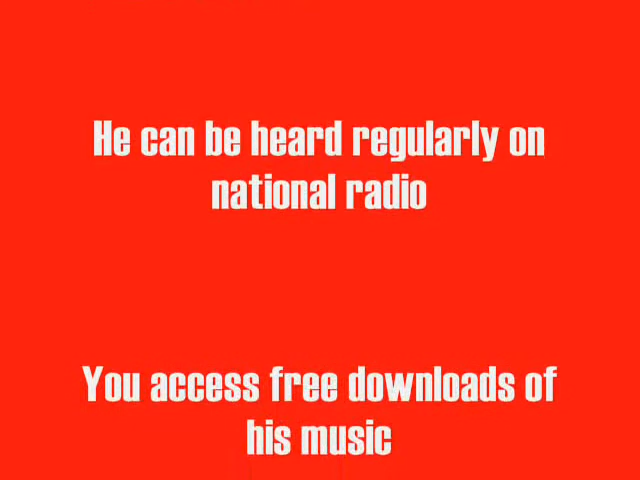 He can be heard regularly on
national radio
You access free downloads of
his music